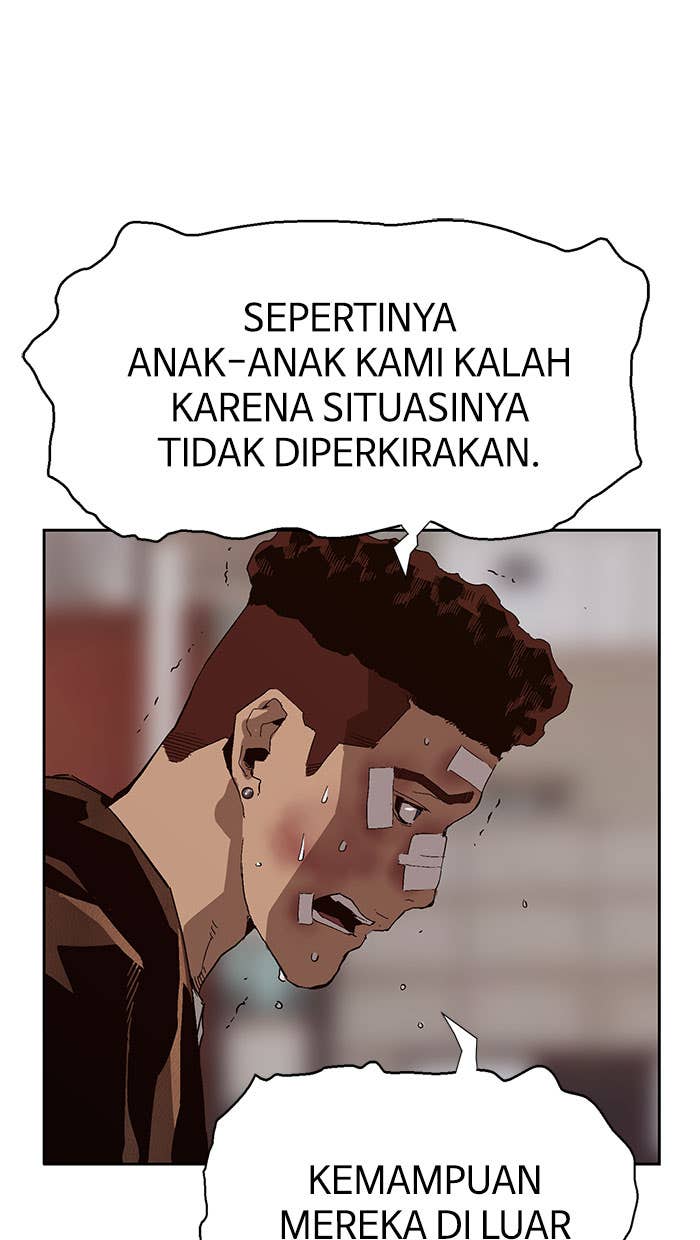 SEPERTINYA
ANAK-ANAK KAMI KALAH
KARENA SITUASINYA
TIDAK DIPERKIRAKAN.
KEMAMPUAN
MEREKA DI LUAR